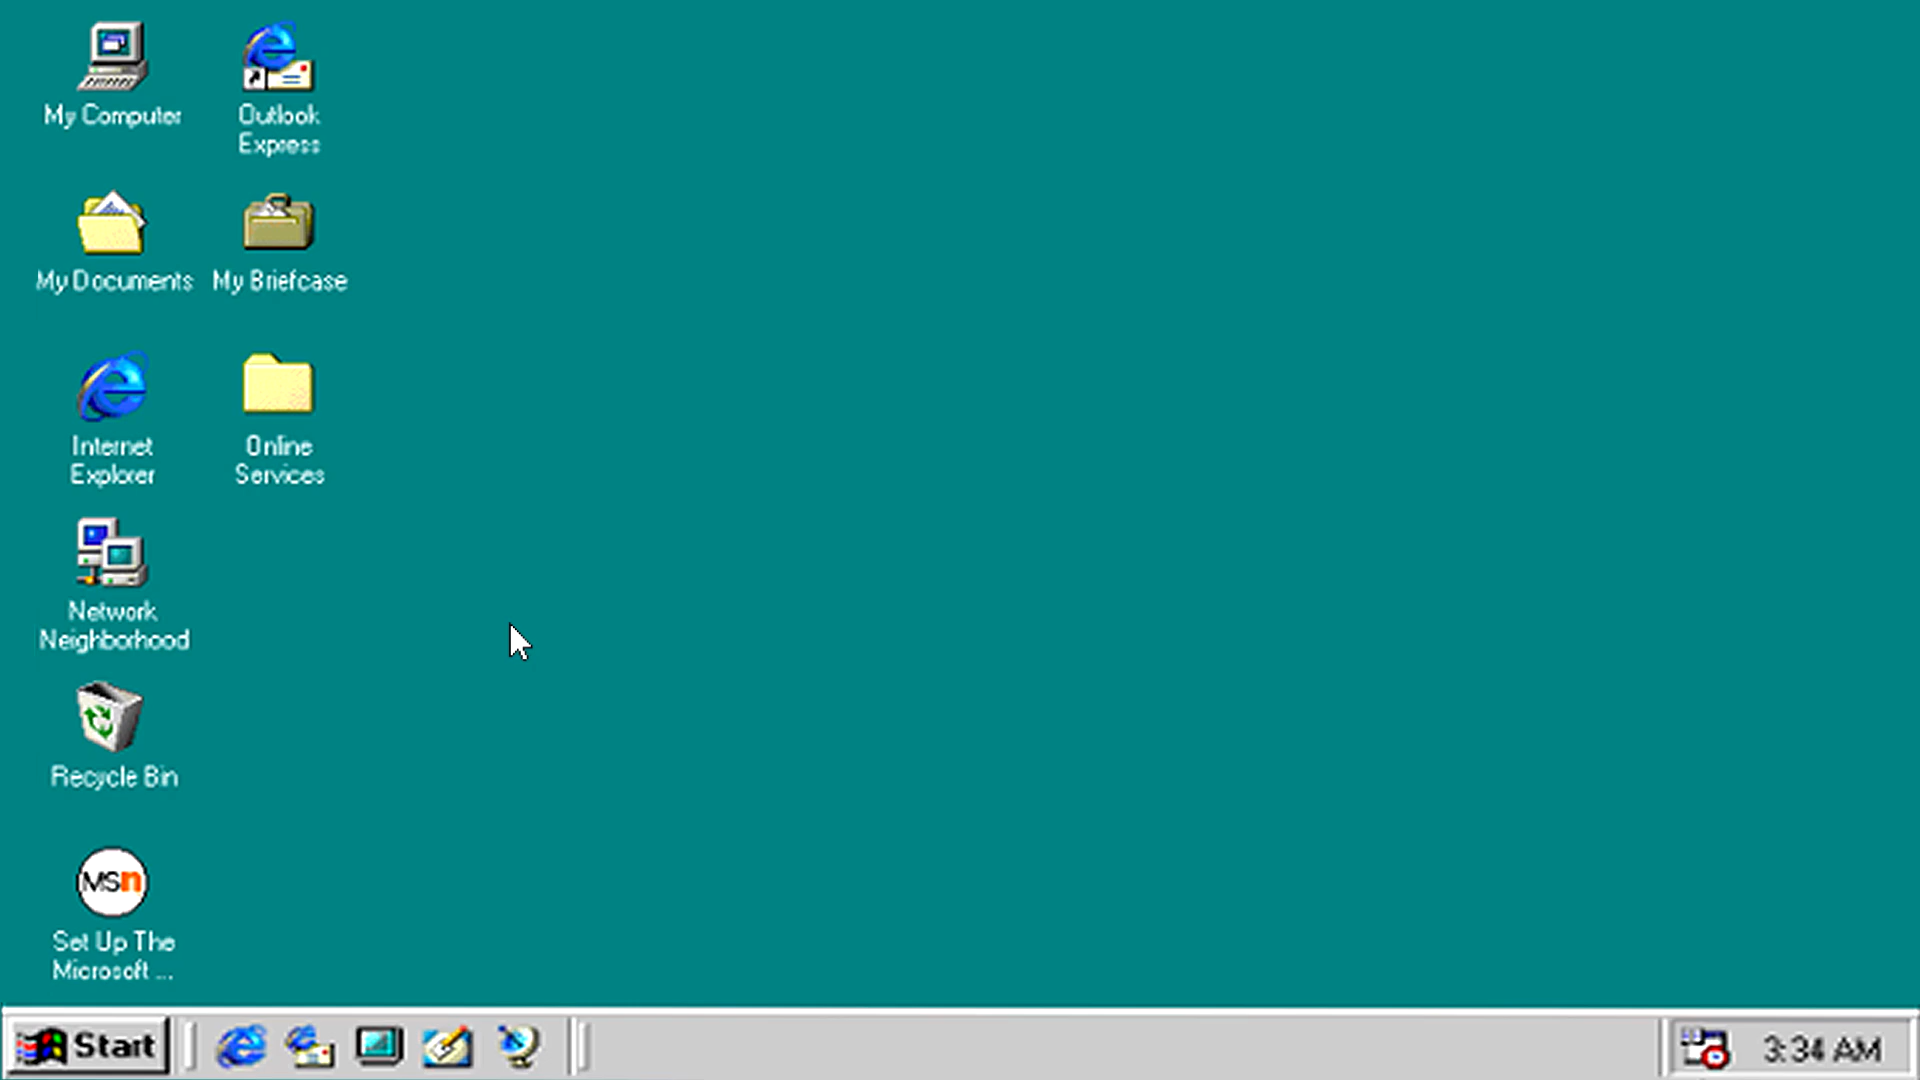 My Computer
Outlook
Express
My Documents
My Briefcase
Internet
Explorer
Online
Services
Network
Neighborhood
Recycle Bin
MSn
Set Up The
Microsoft ...
Start
3:34 AM